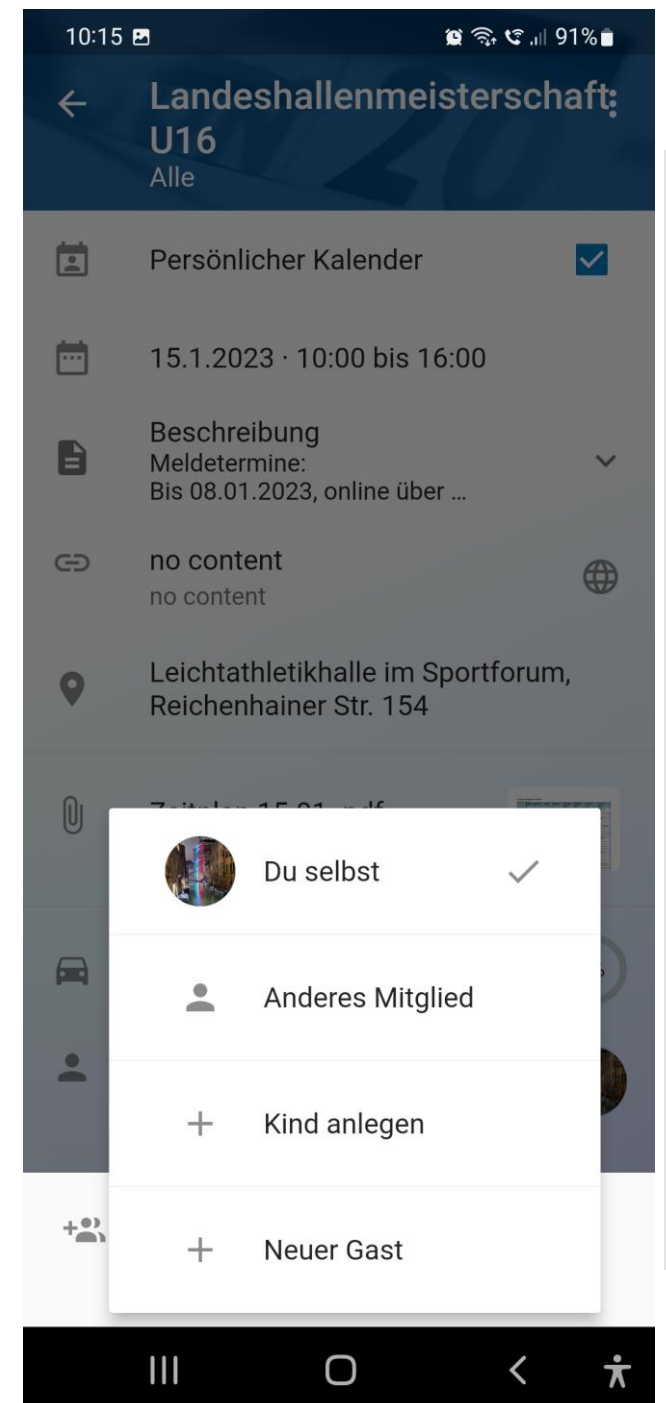 10:15
91%
Landeshallenmeisterschaft
U16
Alle
Persönlicher Kalender
15.1.2023 · 10:00 bis 16:00
Beschreibung
Meldetermine:
Bis 08.01.2023, online über ...
no content
no content
Leichtathletikhalle im Sportforum,
Reichenhainer Str. 154
Du selbst
Anderes Mitglied
Kind anlegen
Neuer Gast